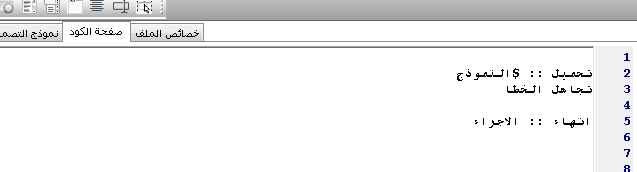 خصائص الملف صفحة الكود نموذج التصم
1
2 تحميل :: $النموذج
3 تجاهل الخطا
4
5 انهاء :: الاجراء
6
7
8